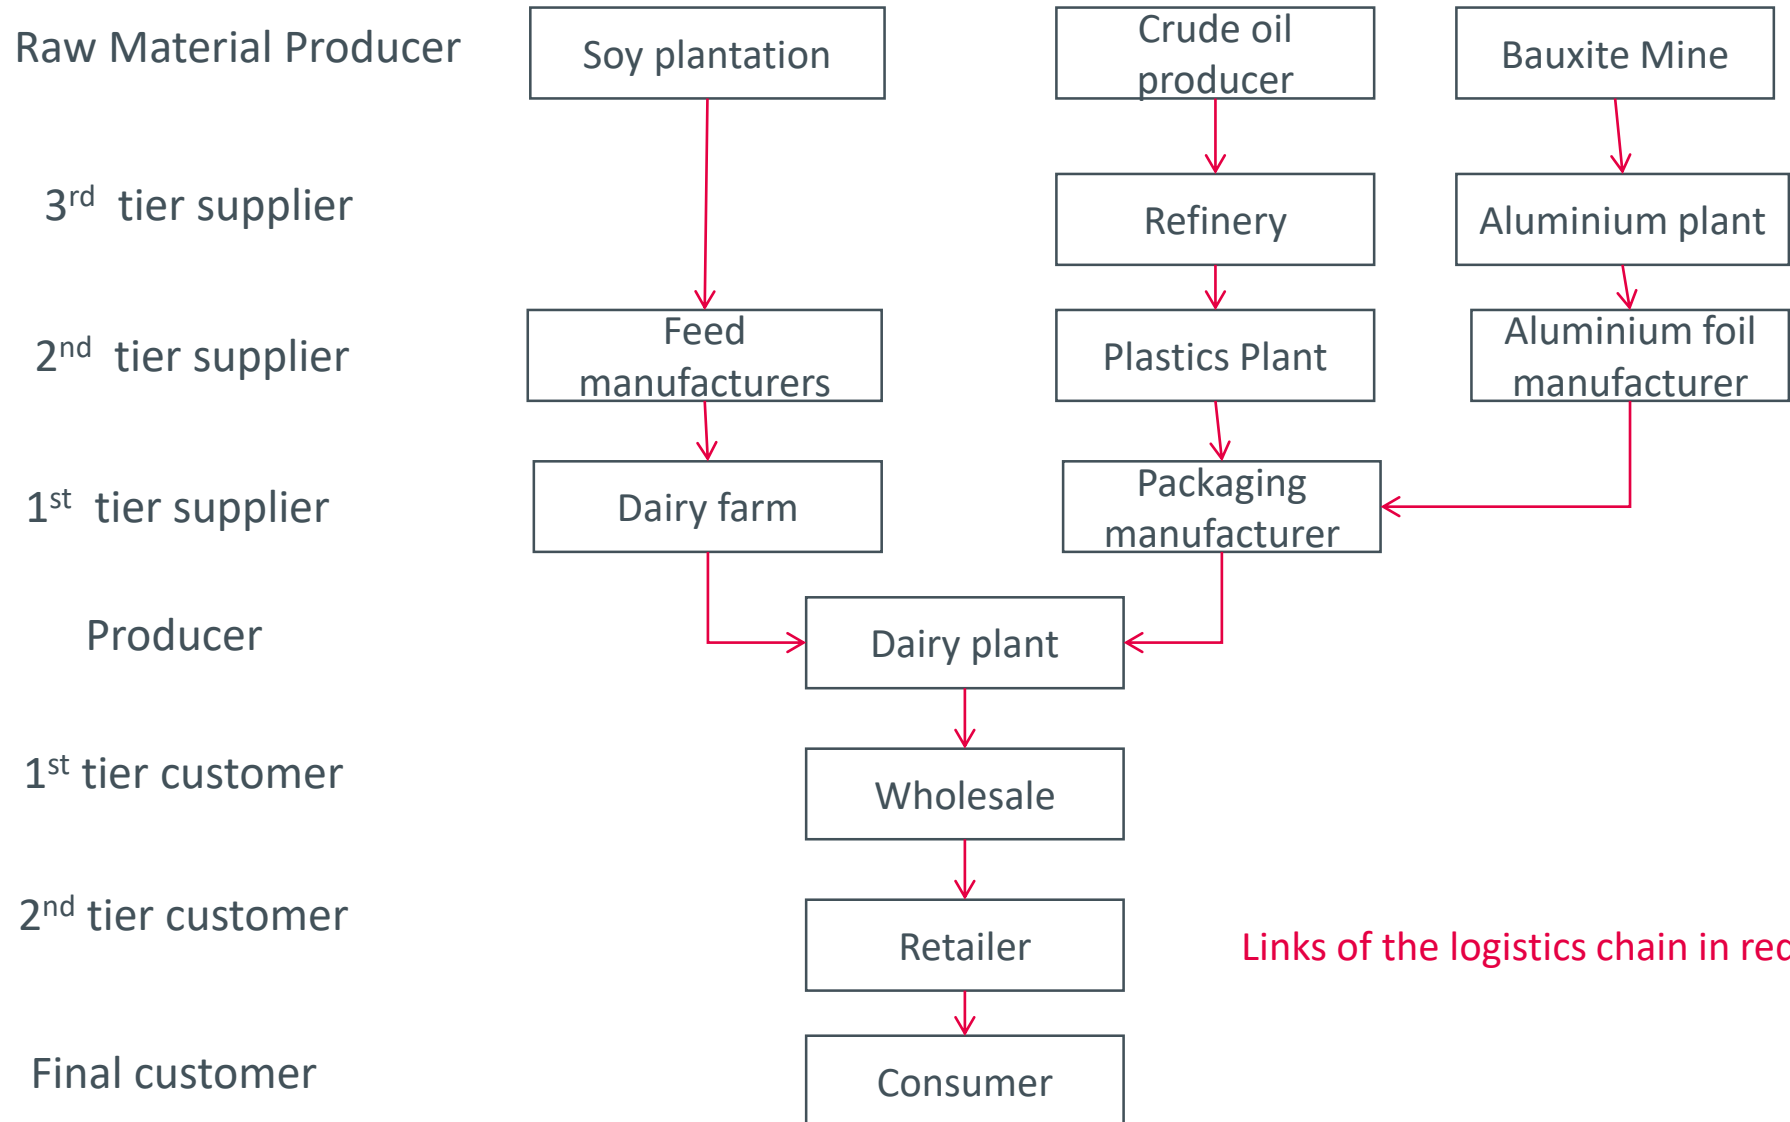 Raw Material Producer
Soy plantation
Crude oil
producer
Bauxite Mine
3rd tier supplier
Refinery
Aluminium plant
2nd tier supplier
Feed
manufacturers
Plastics Plant
Aluminium foil
manufacturer
1st tier supplier
Dairy farm
Packaging
manufacturer
Producer
Dairy plant
1st tier customer
Wholesale
2nd tier customer
Retailer
Links of the logistics chain in red
Final customer
Consumer